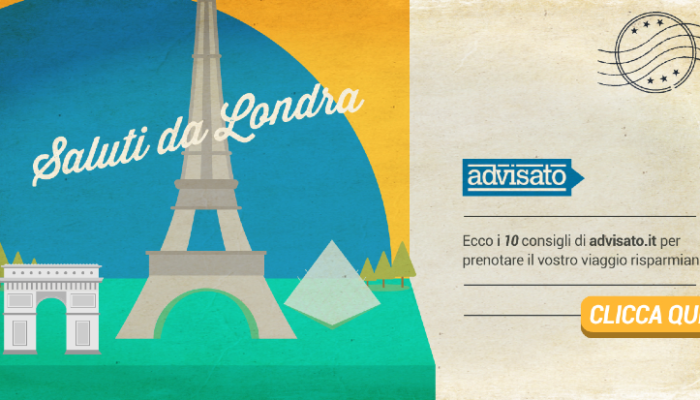 Saluti da Londra
advisato
Ecco i 10 consigli di advisato.it per
prenotare il vostro viaggio risparmian
CLICCA QU